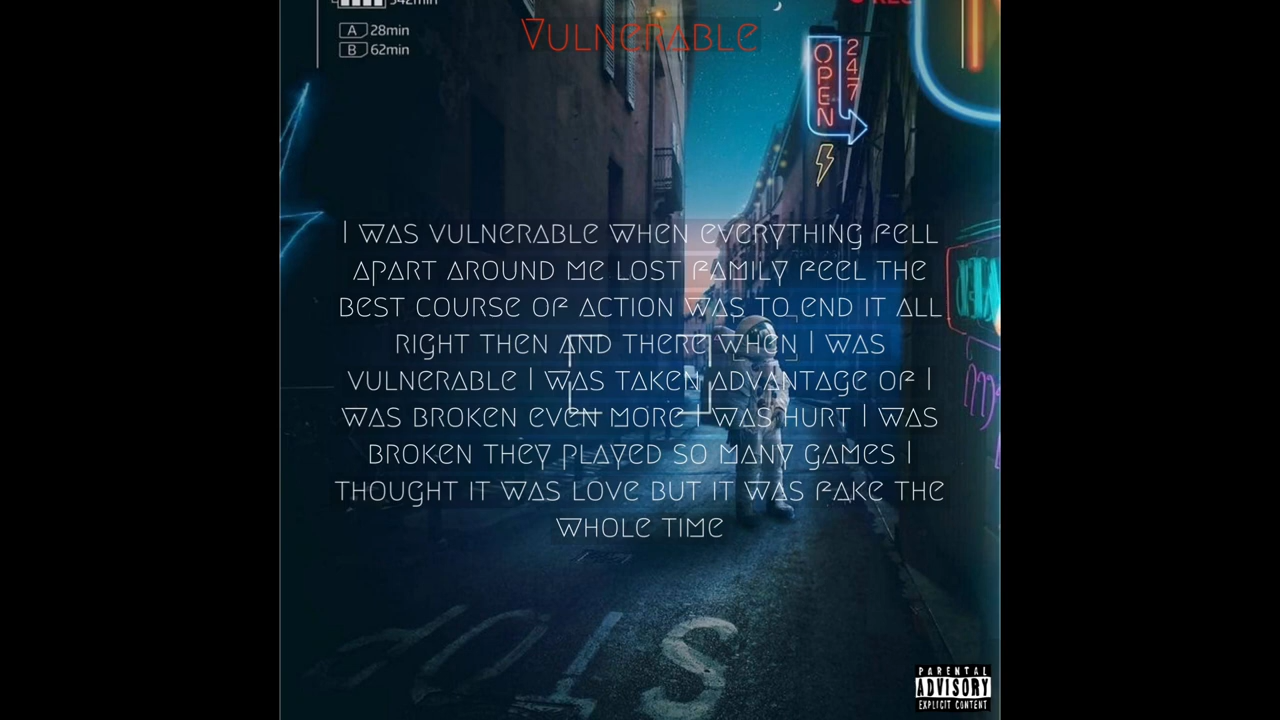 342min
A 28min
B 62min
VULNERABLE
OPEN
247
I WAS VULNERABLE WHEN EVERYTHING FELL
APART AROUND ME LOST FAMILY FEEL THE
BEST COURSE OF ACTION WAS TO END IT ALL
RIGHT THEN AND THERE WHEN I WAS
VULNERABLE I WAS TAKEN ADVANTAGE OF I
WAS BROKEN EVEN MORE I WAS HURT I WAS
BROKEN THEY PLAYED SO MANY GAMES I
THOUGHT IT WAS LOVE BUT IT WAS FAKE THE
WHOLE TIME
STOP
PARENTAL
ADVISORY
EXPLICIT CONTENT